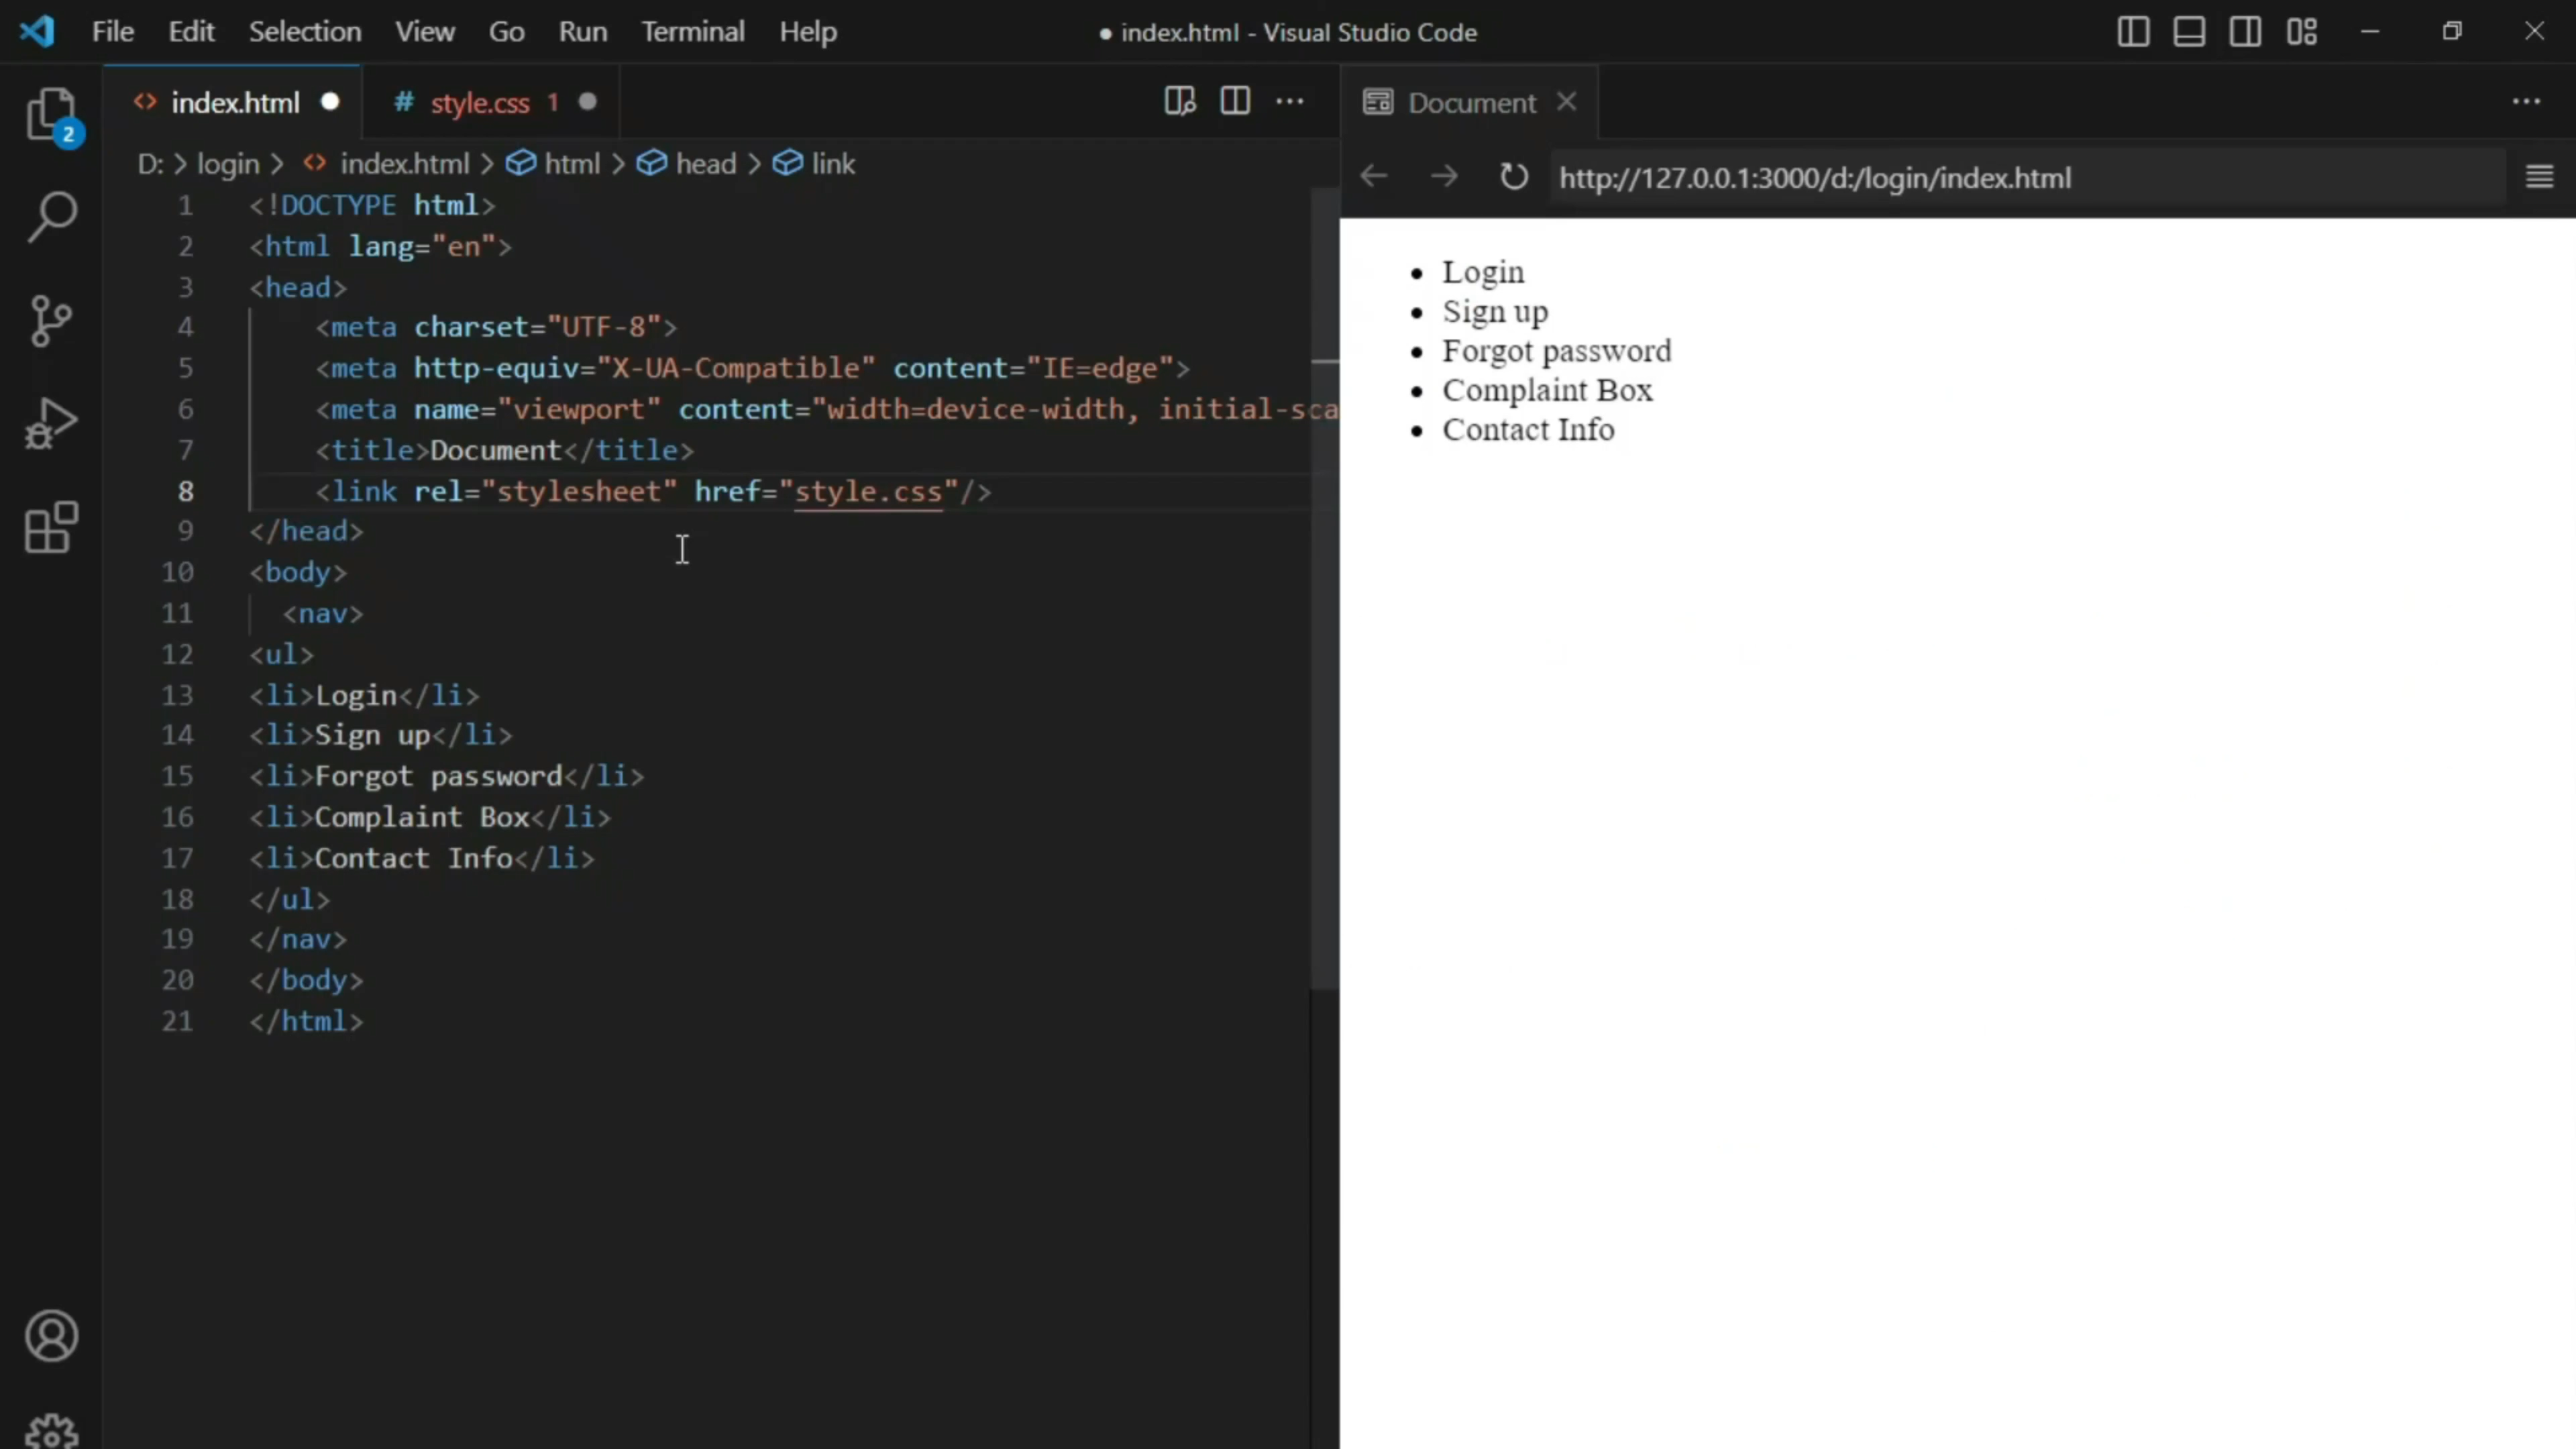 File Edit Selection View Go Run Terminal Help
● index.html - Visual Studio Code
index.html ● # style.css 1 ●
Document
2
D: > login > index.html > html > head > link
http://127.0.0.1:3000/d:/login/index.html
1 <!DOCTYPE html>
2 <html lang="en">
3 <head>
4 <meta charset="UTF-8">
5 <meta http-equiv="X-UA-Compatible" content="IE=edge">
6 <meta name="viewport" content="width=device-width, initial-sca
7 <title>Document</title>
8 <link rel="stylesheet" href="style.css"/>
9 </head>
10 <body>
11 <nav>
12 <ul>
13 <li>Login</li>
14 <li>Sign up</li>
15 <li>Forgot password</li>
16 <li>Complaint Box</li>
17 <li>Contact Info</li>
18 </ul>
19 </nav>
20 </body>
21 </html>
• Login
• Sign up
• Forgot password
• Complaint Box
• Contact Info